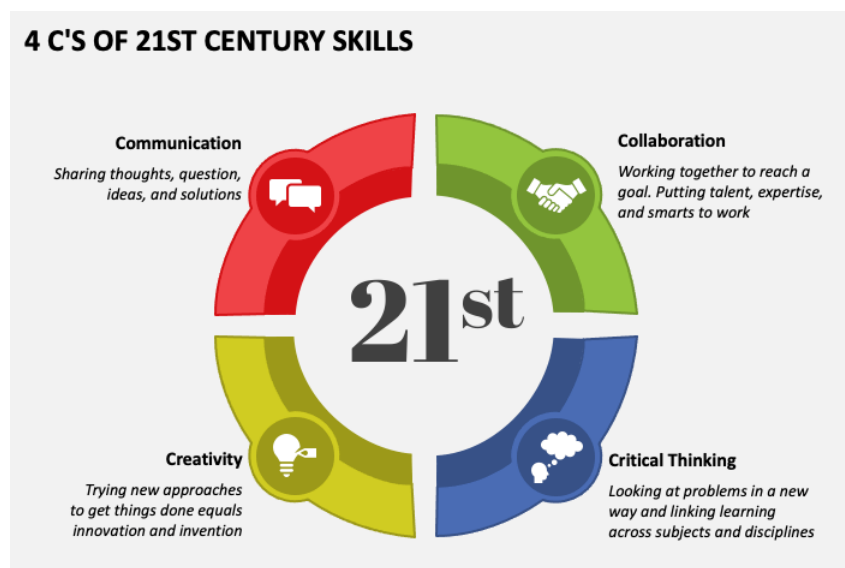 4 C'S OF 21ST CENTURY SKILLS
Communication
Sharing thoughts, question,
ideas, and solutions
Collaboration
Working together to reach a
goal. Putting talent, expertise,
and smarts to work
21st
Creativity
Trying new approaches
to get things done equals
innovation and invention
Critical Thinking
Looking at problems in a new
way and linking learning
across subjects and disciplines